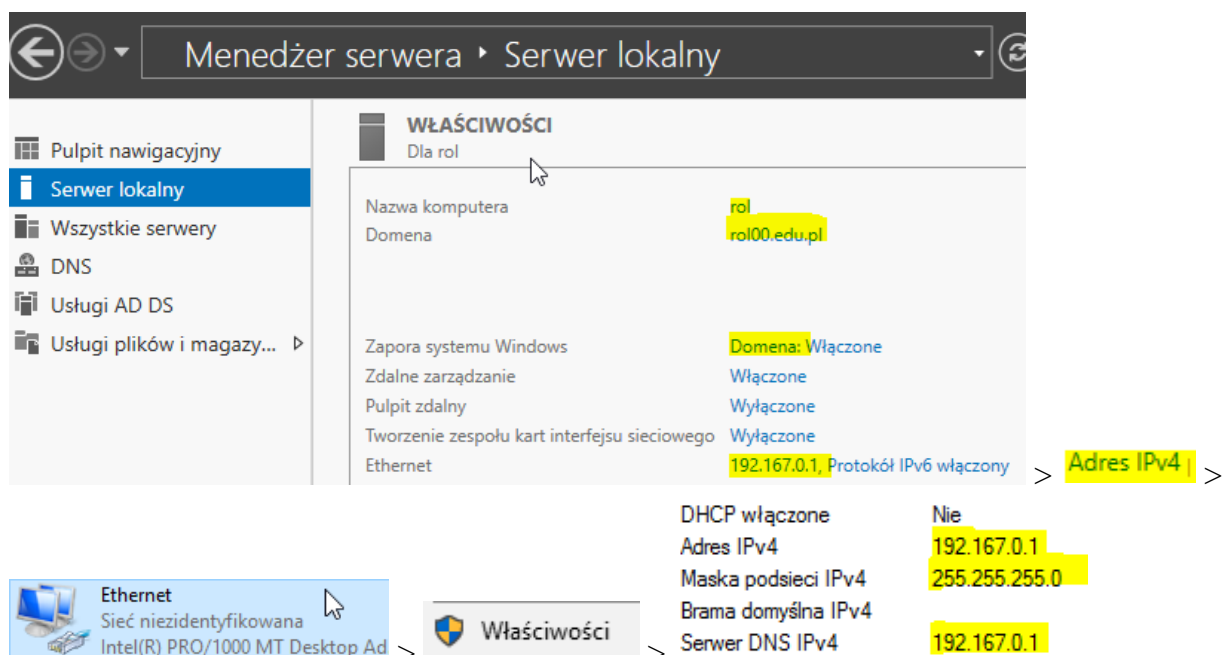 Menedżer serwera ‣ Serwer lokalny
Pulpit nawigacyjny
Serwer lokalny
Wszystkie serwery
DNS
Usługi AD DS
Usługi plików i magazy...
WŁAŚCIWOŚCI
Dla rol
Nazwa komputera rol
Domena rol00.edu.pl
Zapora systemu Windows Domena: Włączone
Zdalne zarządzanie Włączone
Pulpit zdalny Wyłączone
Tworzenie zespołu kart interfejsu sieciowego Wyłączone
Ethernet 192.167.0.1, Protokół IPv6 włączony > Adres IPv4 >
Ethernet
Sieć niezidentyfikowana
Intel(R) PRO/1000 MT Desktop Ad > Właściwości >
DHCP włączone Nie
Adres IPv4 192.167.0.1
Maska podsieci IPv4 255.255.255.0
Brama domyślna IPv4
Serwer DNS IPv4 192.167.0.1